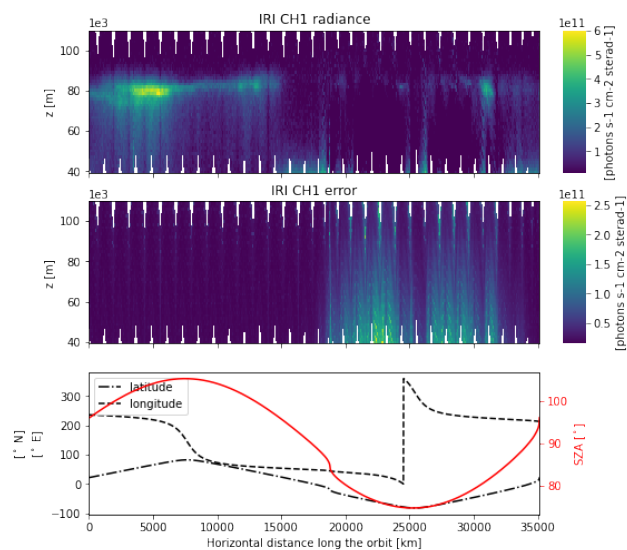 IRI CH1 radiance
1e3
100
80
60
40
z [m]
1e11
6
5
4
3
2
1
[photons s-1 cm-2 sterad-1]
IRI CH1 error
1e3
100
80
60
40
z [m]
1e11
2.5
2.0
1.5
1.0
0.5
[photons s-1 cm-2 sterad-1]
latitude
longitude
300
200
100
0
−100
[° N]
[° E]
100
95
90
85
80
SZA [°]
0 5000 10000 15000 20000 25000 30000 35000
Horizontal distance long the orbit [km]